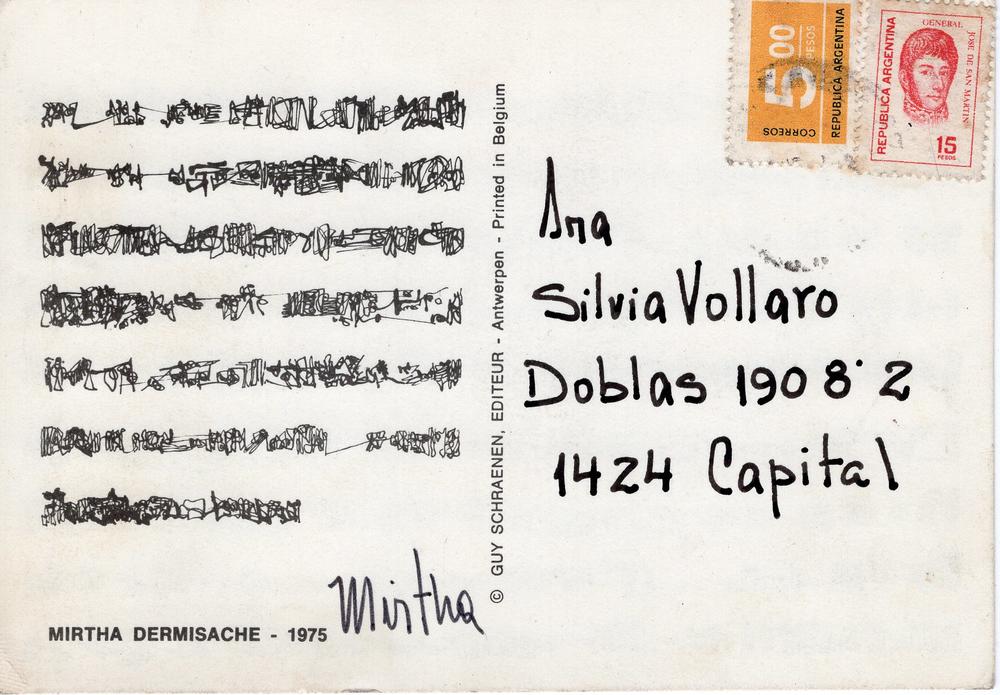 MIRTHA DERMISACHE - 1975
Mirtha
© GUY SCHRAENEN, EDITEUR - Antwerpen - Printed in Belgium
5.00
PESOS
CORREOS
REPUBLICA ARGENTINA
REPUBLICA ARGENTINA
GENERAL
JOSE DE SAN MARTIN
15
PESOS
Sra
Silvia Vollaro
Doblas 190 8° 2
1424 Capital